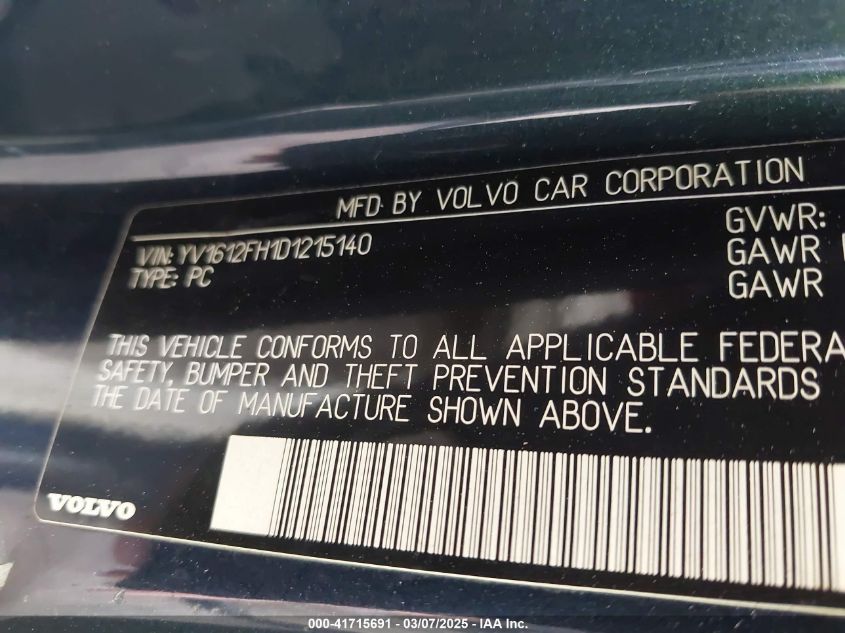 MFD BY VOLVO CAR CORPORATION
VIN: YV1612FH1D1215140
TYPE: PC
GVWR:
GAWR
GAWR
THIS VEHICLE CONFORMS TO ALL APPLICABLE FEDERA
SAFETY, BUMPER AND THEFT PREVENTION STANDARDS
THE DATE OF MANUFACTURE SHOWN ABOVE.
VOLVO
000-41715691 - 03/07/2025 - IAA Inc.